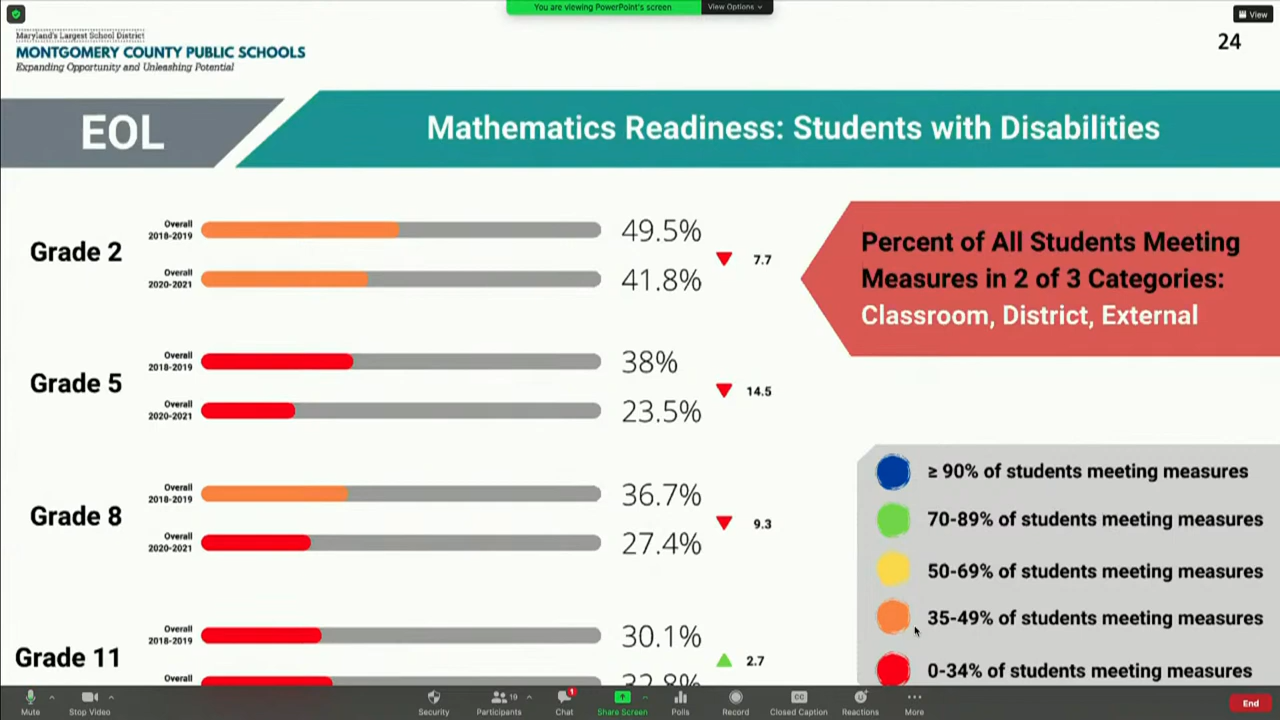 You are viewing PowerPoint's screen
View Options
View
Maryland's Largest School District
MONTGOMERY COUNTY PUBLIC SCHOOLS
Expanding Opportunity and Unleashing Potential
24
EOL
Mathematics Readiness: Students with Disabilities
Grade 2
Overall
2018-2019
49.5%
Overall
2020-2021
41.8%
7.7
Grade 5
Overall
2018-2019
38%
Overall
2020-2021
23.5%
14.5
Grade 8
Overall
2018-2019
36.7%
Overall
2020-2021
27.4%
9.3
Grade 11
Overall
2018-2019
30.1%
Overall
32.8%
2.7
Percent of All Students Meeting
Measures in 2 of 3 Categories:
Classroom, District, External
≥ 90% of students meeting measures
70-89% of students meeting measures
50-69% of students meeting measures
35-49% of students meeting measures
0-34% of students meeting measures
Mute
Stop Video
Security
Participants
19
Chat
1
Share Screen
Polls
Record
CC
Closed Caption
Reactions
More
End